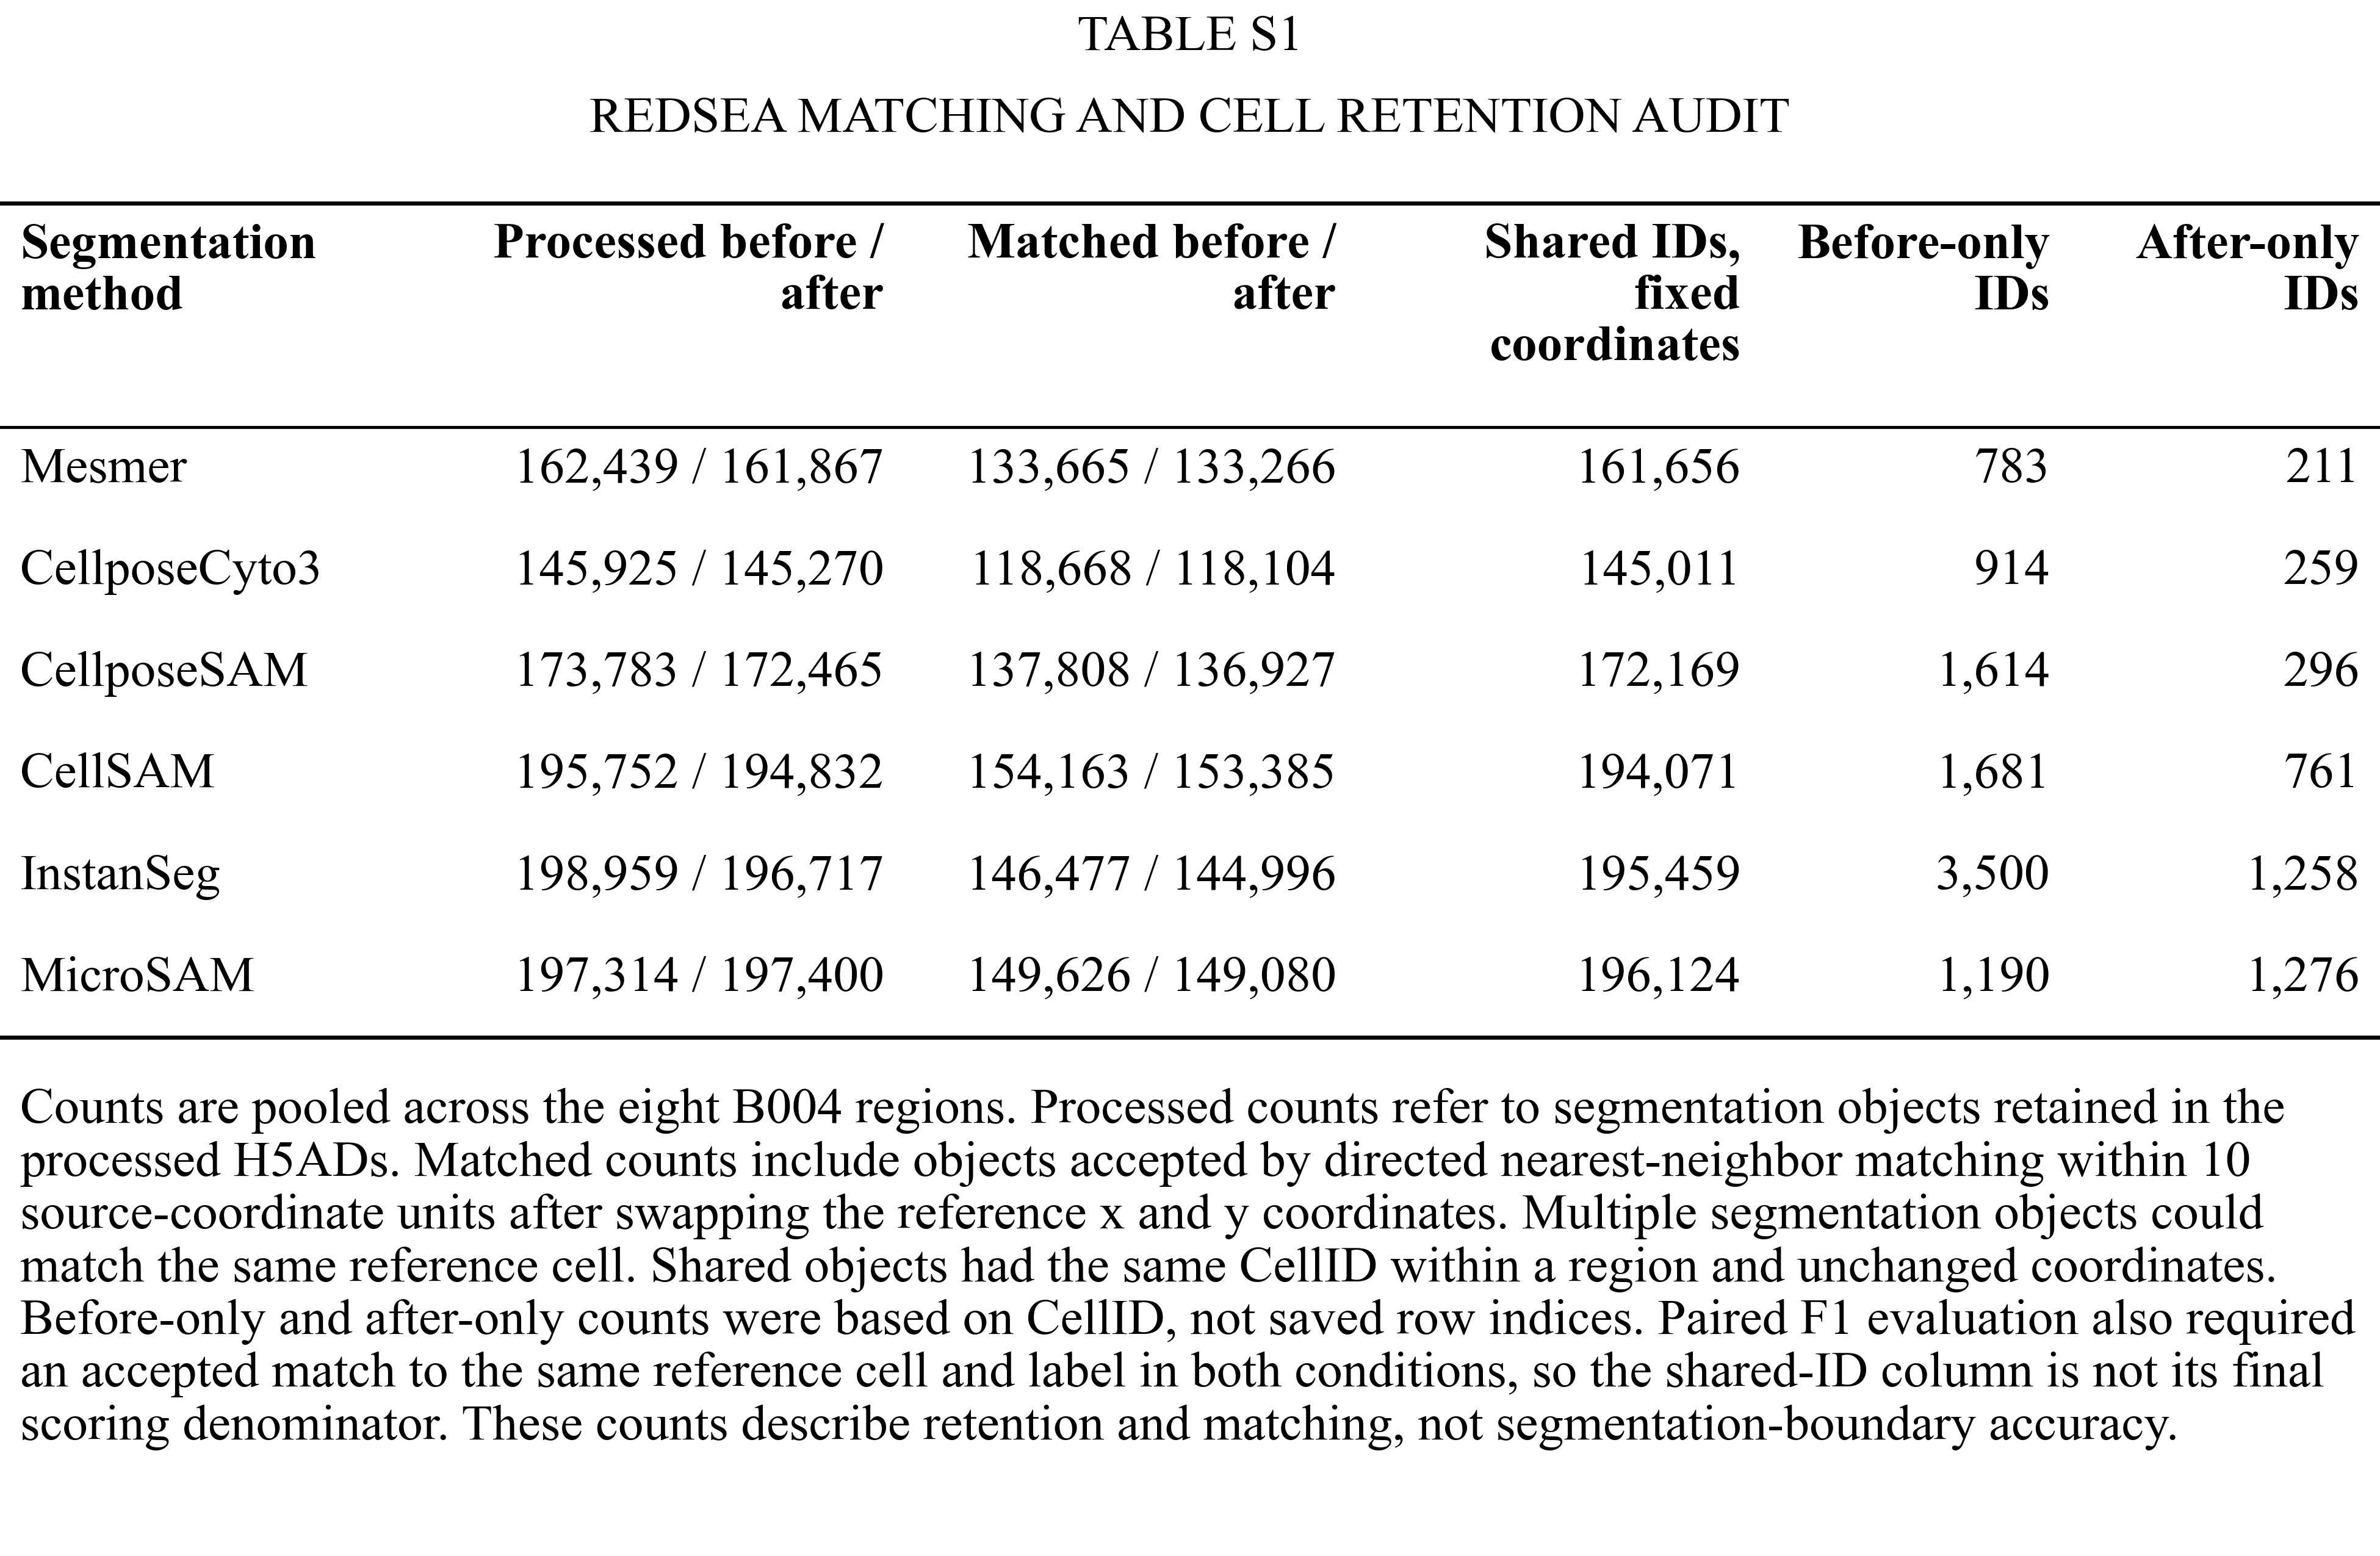 TABLE S1
REDSEA MATCHING AND CELL RETENTION AUDIT
Segmentation method Processed before / after Matched before / after Shared IDs, fixed coordinates Before-only IDs After-only IDs
Mesmer 162,439 / 161,867 133,665 / 133,266 161,656 783 211
CellposeCyto3 145,925 / 145,270 118,668 / 118,104 145,011 914 259
CellposeSAM 173,783 / 172,465 137,808 / 136,927 172,169 1,614 296
CellSAM 195,752 / 194,832 154,163 / 153,385 194,071 1,681 761
InstanSeg 198,959 / 196,717 146,477 / 144,996 195,459 3,500 1,258
MicroSAM 197,314 / 197,400 149,626 / 149,080 196,124 1,190 1,276
Counts are pooled across the eight B004 regions. Processed counts refer to segmentation objects retained in the
processed H5ADs. Matched counts include objects accepted by directed nearest-neighbor matching within 10
source-coordinate units after swapping the reference x and y coordinates. Multiple segmentation objects could
match the same reference cell. Shared objects had the same CellID within a region and unchanged coordinates.
Before-only and after-only counts were based on CellID, not saved row indices. Paired F1 evaluation also required
an accepted match to the same reference cell and label in both conditions, so the shared-ID column is not its final
scoring denominator. These counts describe retention and matching, not segmentation-boundary accuracy.